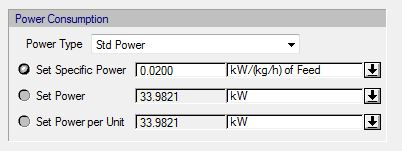 Power Consumption
Power Type Std Power
Set Specific Power 0.0200 kW/(kg/h) of Feed
Set Power 33.9821 kW
Set Power per Unit 33.9821 kW